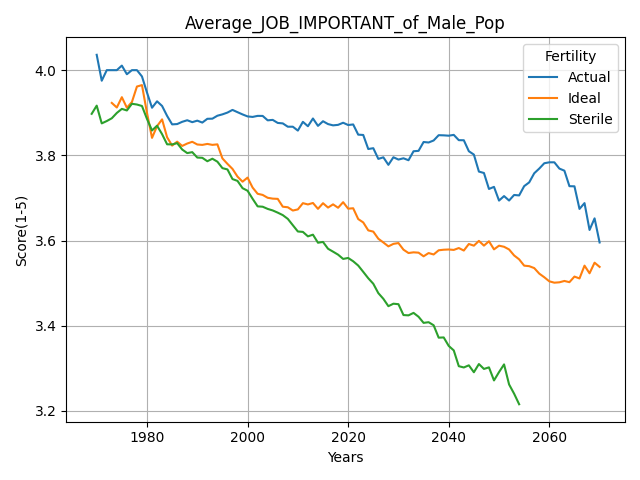 Average_JOB_IMPORTANT_of_Male_Pop
Fertility
Actual
Ideal
Sterile
Score(1-5)
4.0
3.8
3.6
3.4
3.2
1980 2000 2020 2040 2060
Years